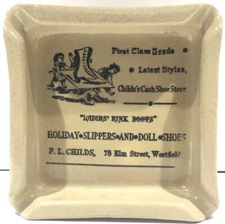 First Class Goods
Latest Styles,
Childs's Cash Shoe Store
"LADIES' RINK BOOTS"
HOLIDAY SLIPPERS AND DOLL SHOES
P. L. CHILDS, 78 Elm Street, Westfield.